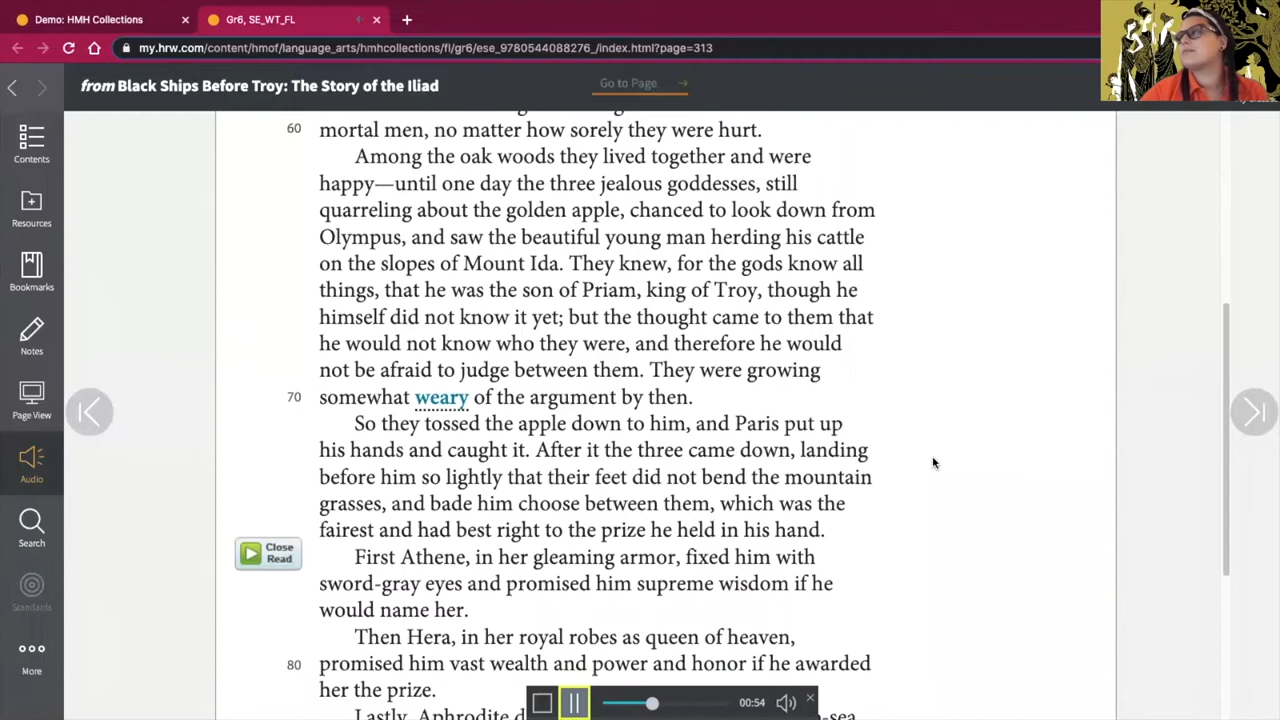 Demo: HMH Collections
Gr6, SE_WT_FL
my.hrw.com/content/hmof/language_arts/hmhcollections/fl/gr6/ese_9780544088276_/index.html?page=313
from Black Ships Before Troy: The Story of the Iliad
Go to Page
Contents
Resources
Bookmarks
Notes
Page View
Audio
Search
Standards
More
60 mortal men, no matter how sorely they were hurt.
Among the oak woods they lived together and were
happy—until one day the three jealous goddesses, still
quarreling about the golden apple, chanced to look down from
Olympus, and saw the beautiful young man herding his cattle
on the slopes of Mount Ida. They knew, for the gods know all
things, that he was the son of Priam, king of Troy, though he
himself did not know it yet; but the thought came to them that
he would not know who they were, and therefore he would
not be afraid to judge between them. They were growing
70 somewhat weary of the argument by then.
So they tossed the apple down to him, and Paris put up
his hands and caught it. After it the three came down, landing
before him so lightly that their feet did not bend the mountain
grasses, and bade him choose between them, which was the
fairest and had best right to the prize he held in his hand.
Close
Read
First Athene, in her gleaming armor, fixed him with
sword-gray eyes and promised him supreme wisdom if he
would name her.
Then Hera, in her royal robes as queen of heaven,
80 promised him vast wealth and power and honor if he awarded
her the prize.
Lastly, Aphrodite
00:54